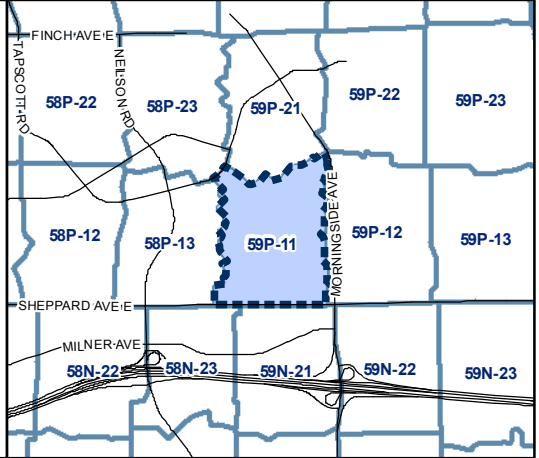 FINCH AVE E
TAPSCOTT RD
NEILSON RD
58P-22
58P-23
59P-21
59P-22
59P-23
58P-12
58P-13
59P-11
MORNINGSIDE AVE
59P-12
59P-13
SHEPPARD AVE E
MILNER AVE
58N-22
58N-23
59N-21
59N-22
59N-23